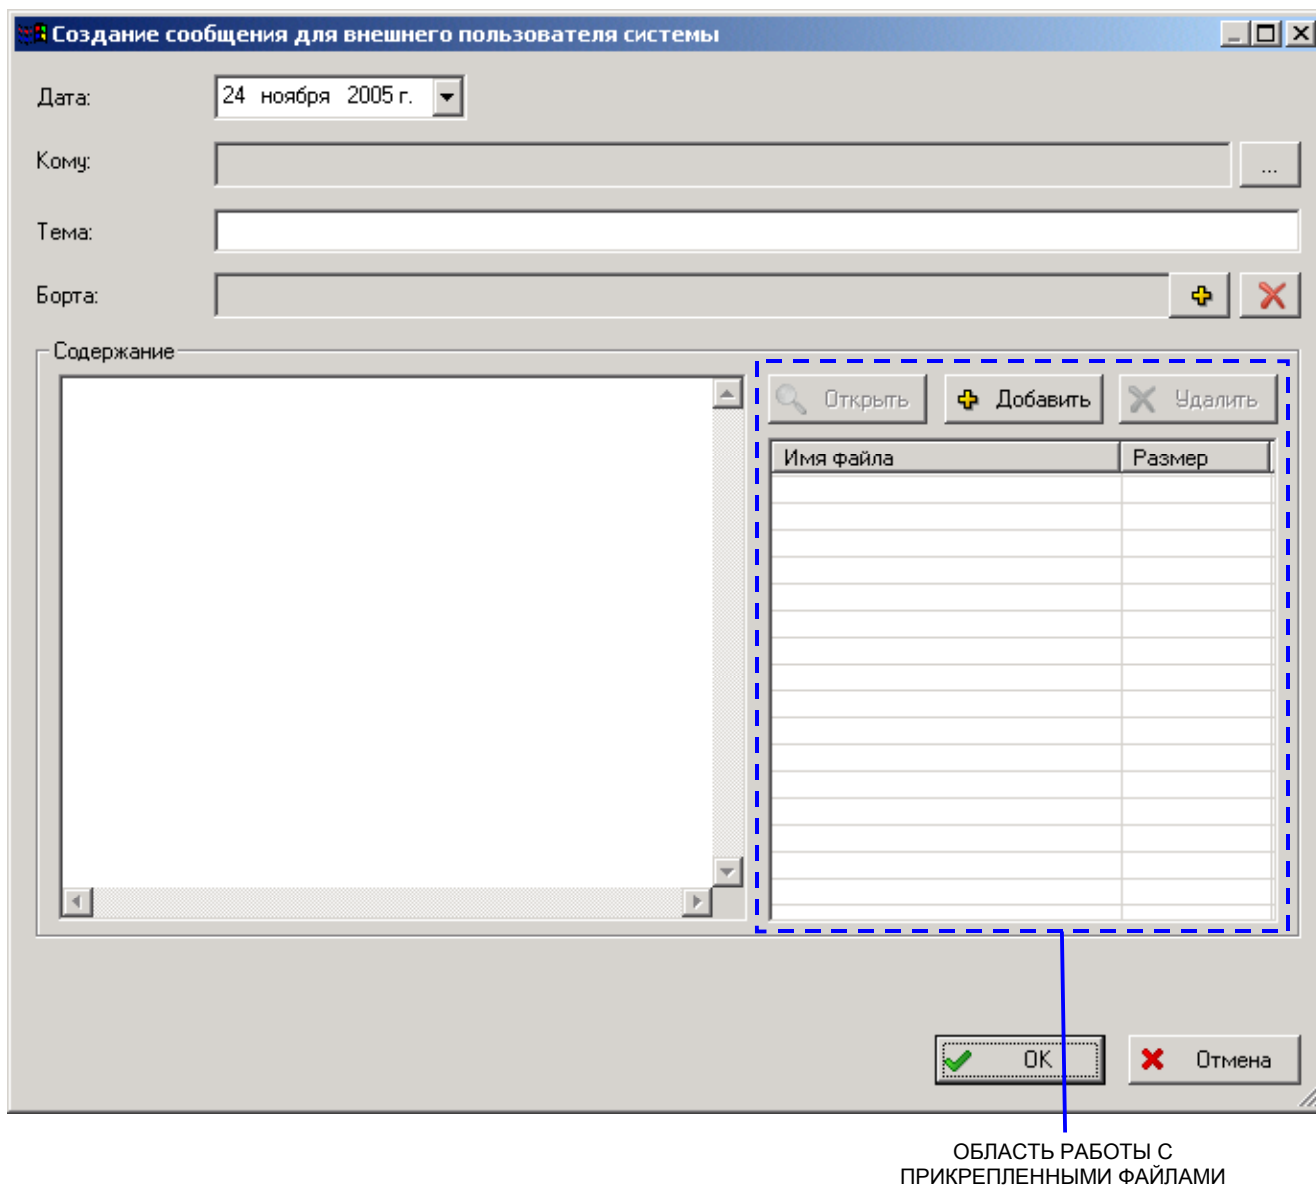 Создание сообщения для внешнего пользователя системы
Дата:
24 ноября 2005 г.
Кому:
...
Тема:
Борта:
Содержание
Открыть
Добавить
Удалить
Имя файла
Размер
OK
Отмена
ОБЛАСТЬ РАБОТЫ С
ПРИКРЕПЛЕННЫМИ ФАЙЛАМИ